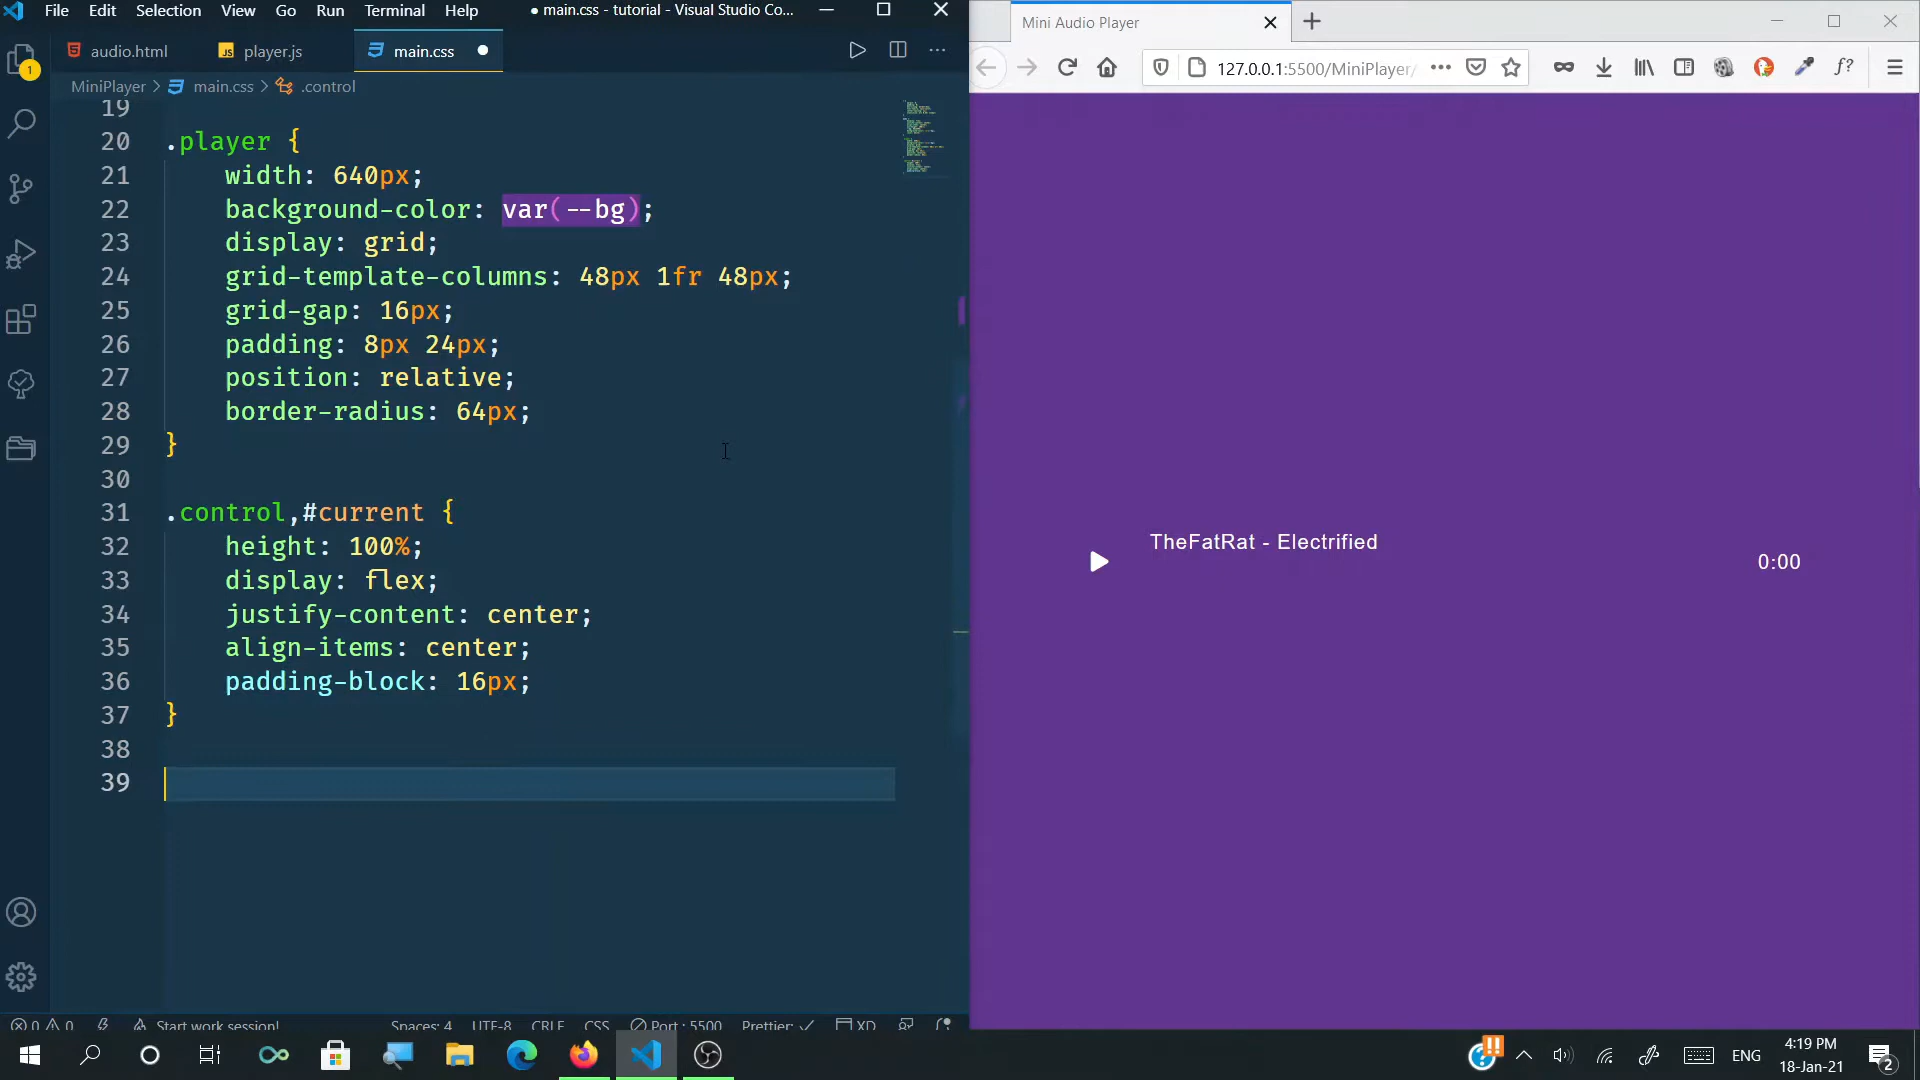 File Edit Selection View Go Run Terminal Help
● main.css - tutorial - Visual Studio Co...
audio.html
JS player.js
main.css
MiniPlayer > main.css > .control
19
20 .player {
21 width: 640px;
22 background-color: var(--bg);
23 display: grid;
24 grid-template-columns: 48px 1fr 48px;
25 grid-gap: 16px;
26 padding: 8px 24px;
27 position: relative;
28 border-radius: 64px;
29 }
30
31 .control,#current {
32 height: 100%;
33 display: flex;
34 justify-content: center;
35 align-items: center;
36 padding-block: 16px;
37 }
38
39
1
0 0 Start work session! Spaces: 4 UTF-8 CRLF CSS Port : 5500 Prettier: ✓ XD
Mini Audio Player
127.0.0.1:5500/MiniPlayer/
f?
TheFatRat - Electrified
0:00
ENG
4:19 PM
18-Jan-21
2